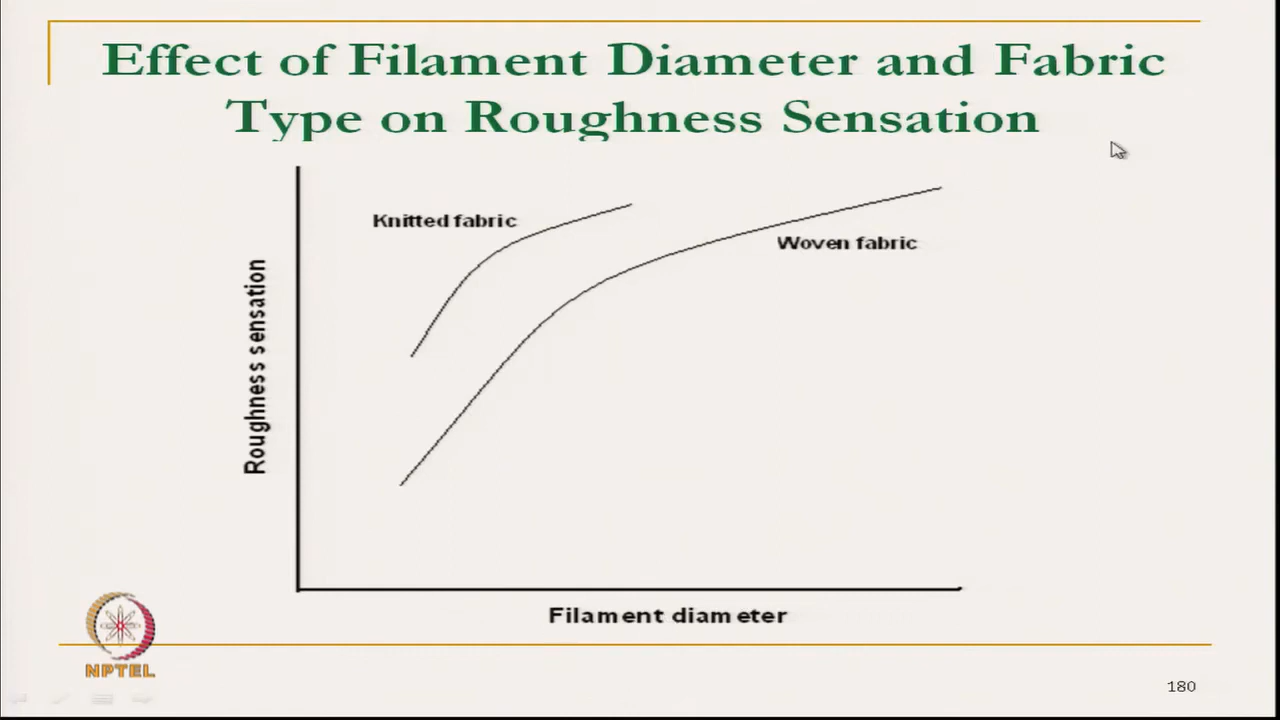 Effect of Filament Diameter and Fabric
Type on Roughness Sensation
Knitted fabric
Woven fabric
Roughness sensation
Filament diameter
NPTEL
180